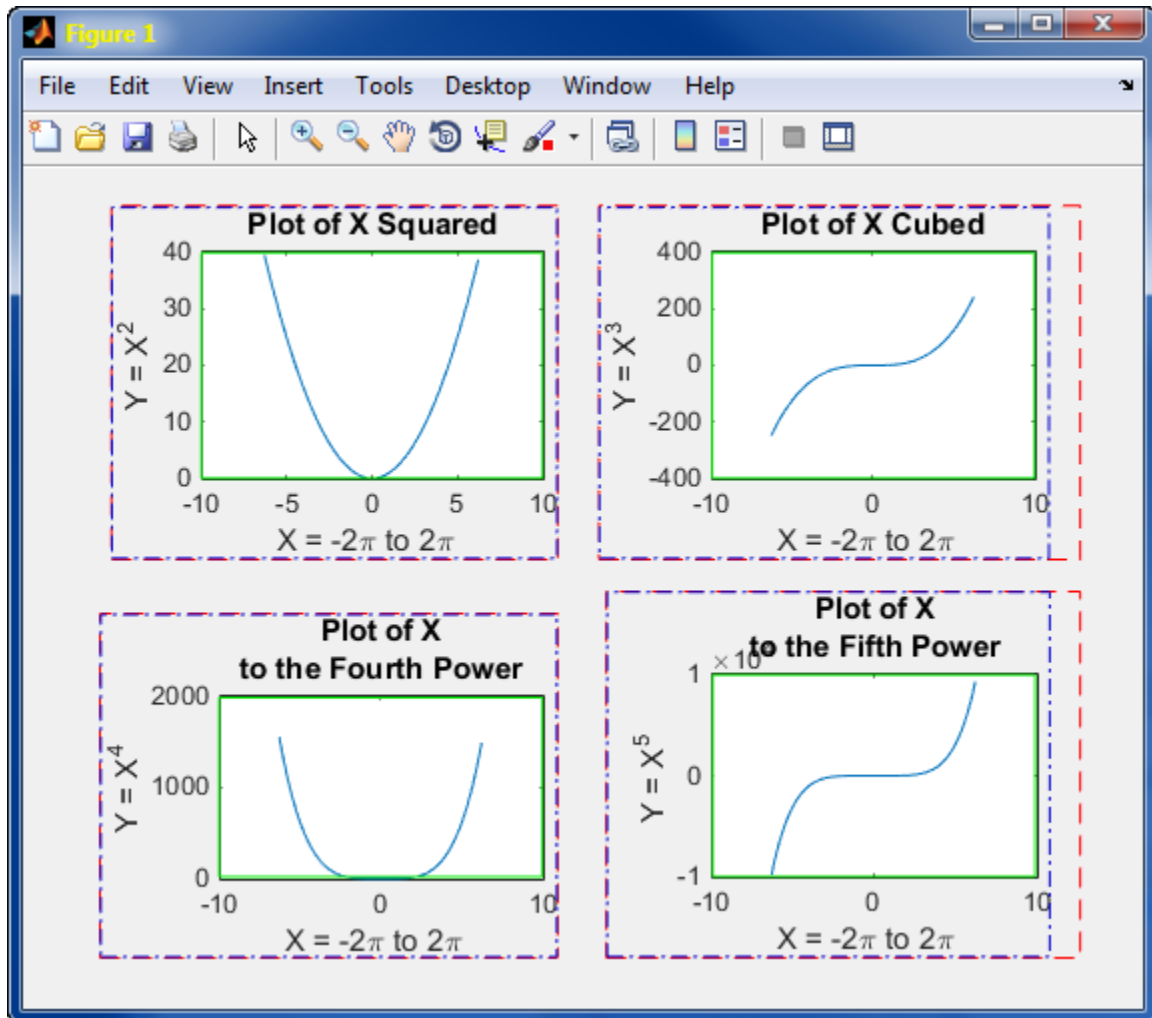 Figure 1
File Edit View Insert Tools Desktop Window Help
Plot of X Squared
Y = X²
40
30
20
10
0
-10 -5 0 5 10
X = -2π to 2π
Plot of X Cubed
Y = X³
400
200
0
-200
-400
-10 0 10
X = -2π to 2π
Plot of X
to the Fourth Power
Y = X⁴
2000
1000
0
-10 0 10
X = -2π to 2π
Plot of X
to the Fifth Power
× 10
Y = X⁵
1
0
-1
-10 0 10
X = -2π to 2π